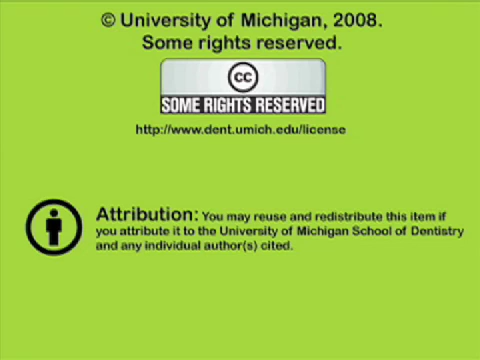 © University of Michigan, 2008.
Some rights reserved.
cc
SOME RIGHTS RESERVED
http://www.dent.umich.edu/license
Attribution: You may reuse and redistribute this item if
you attribute it to the University of Michigan School of Dentistry
and any individual author(s) cited.